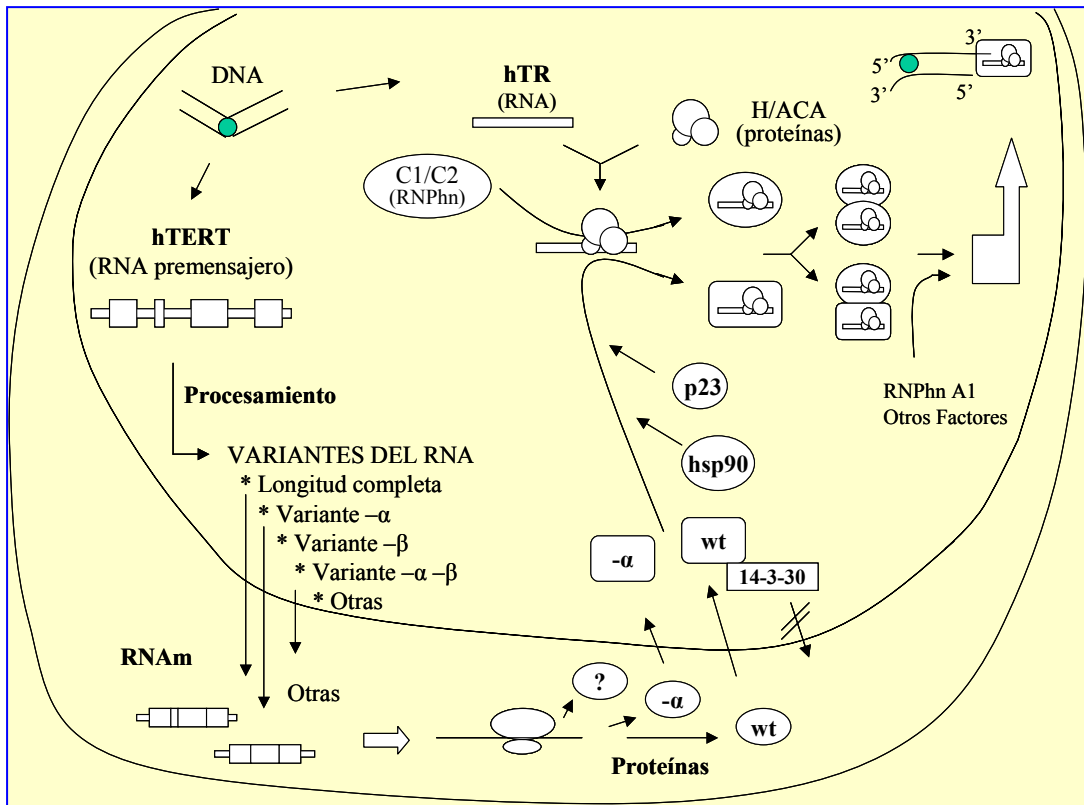 DNA
hTR
(RNA)
H/ACA
(proteínas)
3’
5’
3’
5’
C1/C2
(RNPhn)
hTERT
(RNA premensajero)
p23
hsp90
RNPhn A1
Otros Factores
Procesamiento
VARIANTES DEL RNA
* Longitud completa
* Variante –α
* Variante –β
* Variante –α –β
* Otras
-α
wt
14-3-30
RNAm
Otras
?
-α
wt
Proteínas